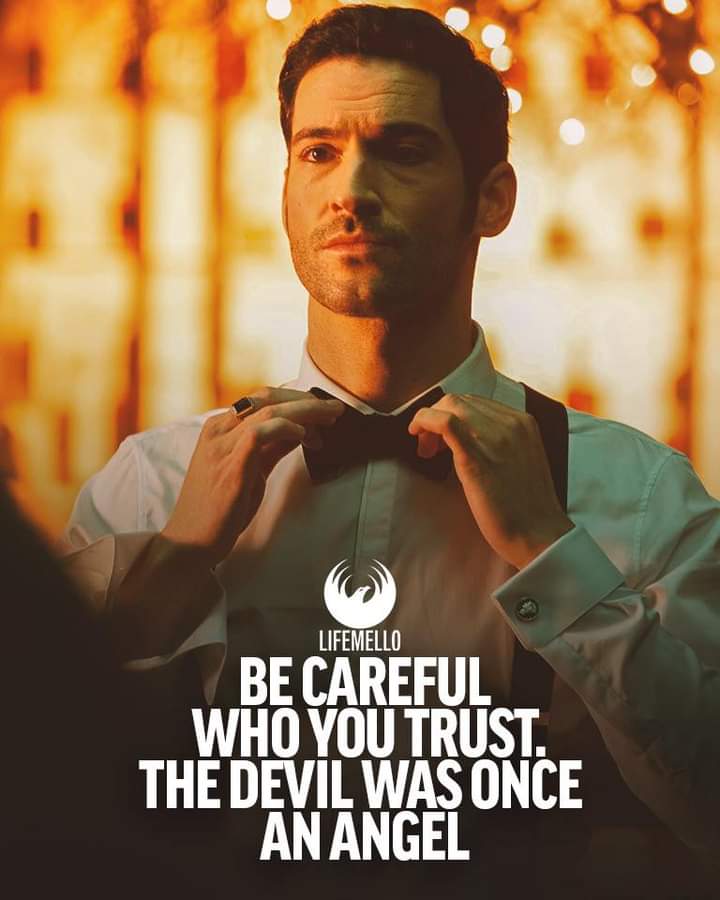 LIFEMELLO
BE CAREFUL
WHO YOU TRUST.
THE DEVIL WAS ONCE
AN ANGEL